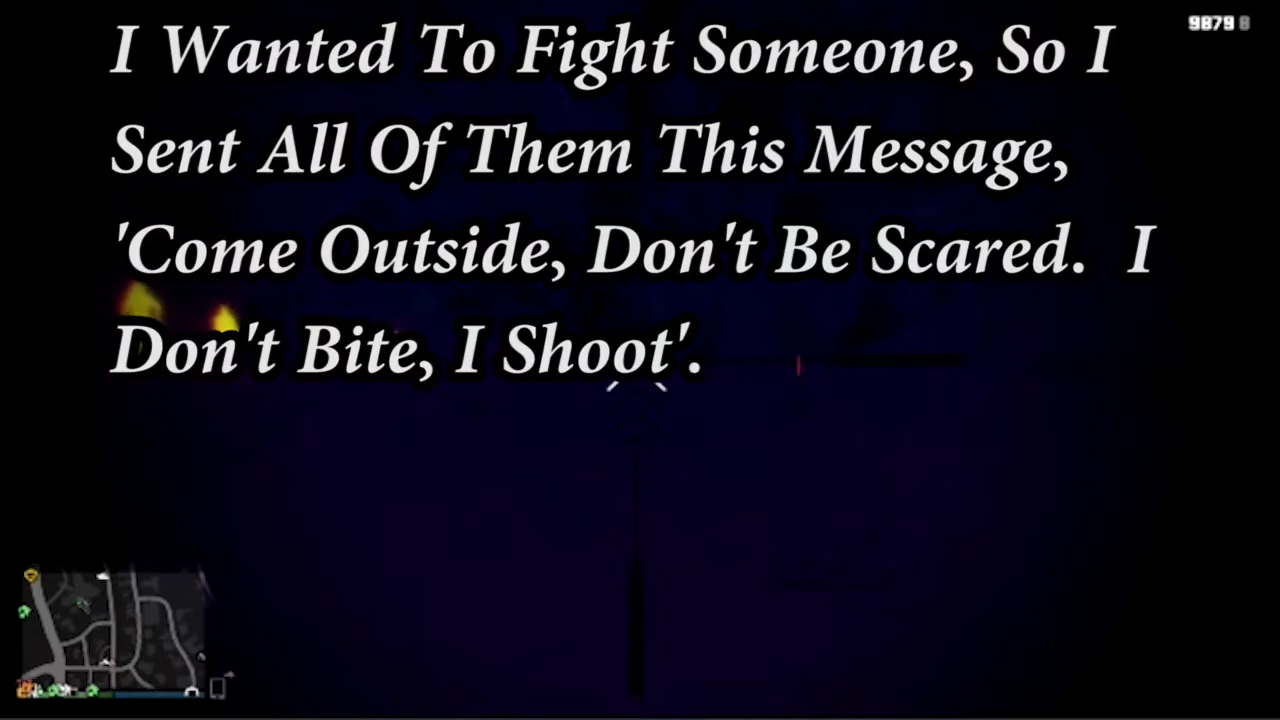 9879 8
I Wanted To Fight Someone, So I
Sent All Of Them This Message,
'Come Outside, Don't Be Scared.  I
Don't Bite, I Shoot'.